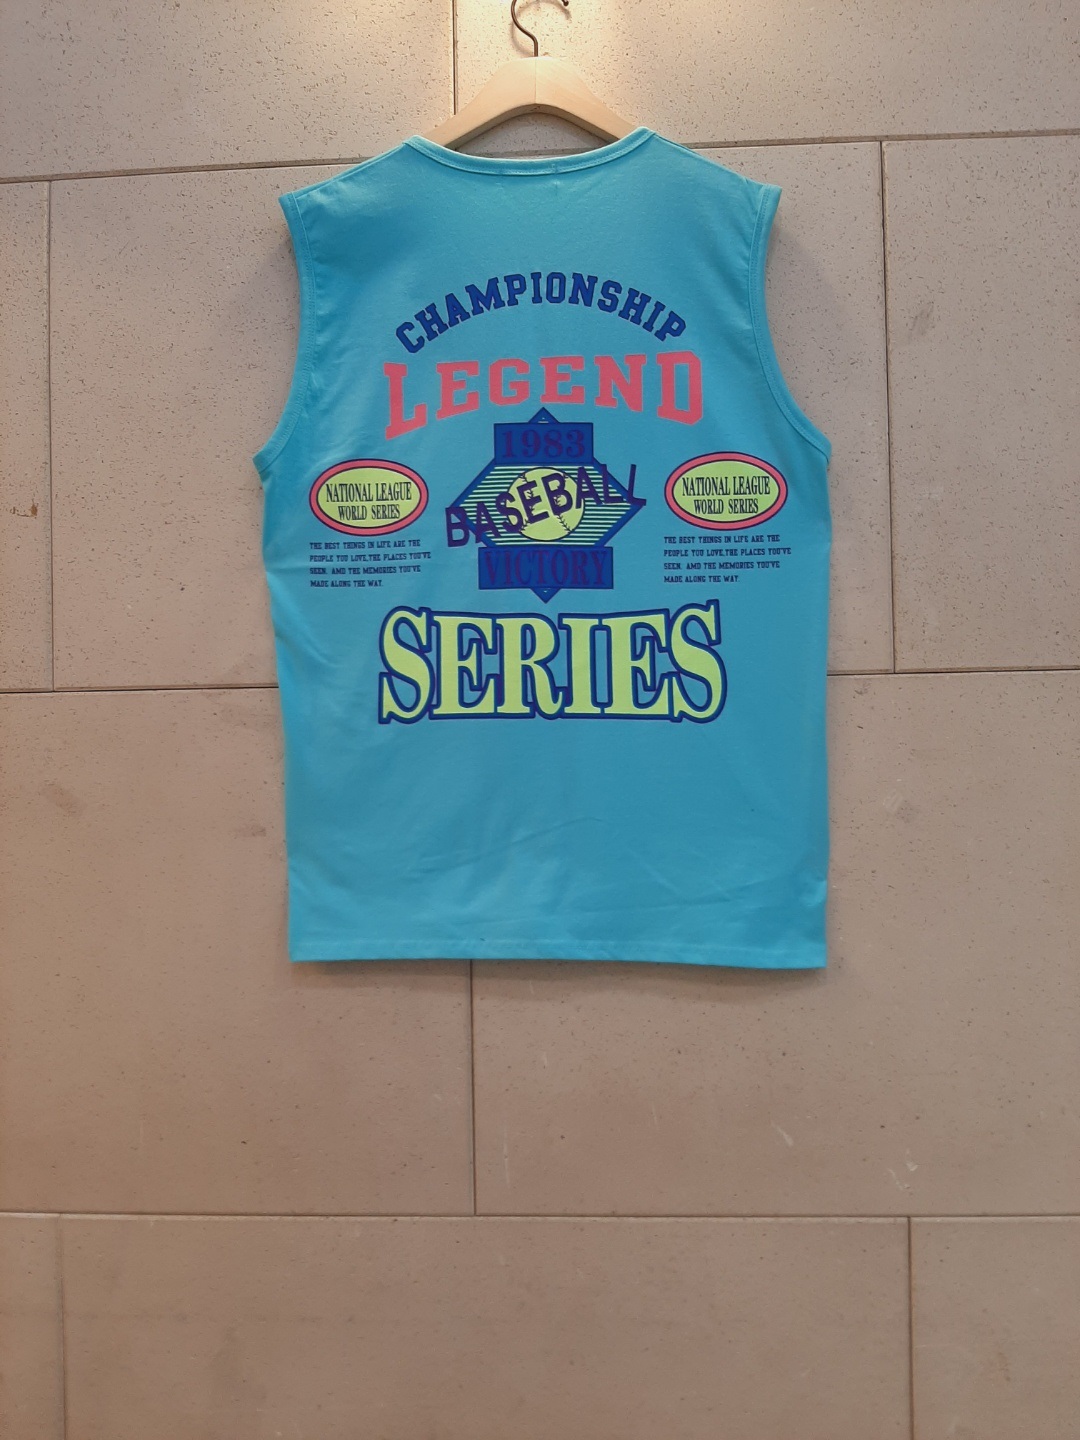 CHAMPIONSHIP
LEGEND
1983
BASEBALL
VICTORY
NATIONAL LEAGUE
WORLD SERIES
THE BEST THINGS IN LIFE ARE THE
PEOPLE YOU LOVE,THE PLACES YOU'VE
SEEN. AND THE MEMORIES YOU'VE
MADE ALONG THE WAY.
NATIONAL LEAGUE
WORLD SERIES
THE BEST THINGS IN LIFE ARE THE
PEOPLE YOU LOVE,THE PLACES YOU'VE
SEEN. AND THE MEMORIES YOU'VE
MADE ALONG THE WAY.
SERIES